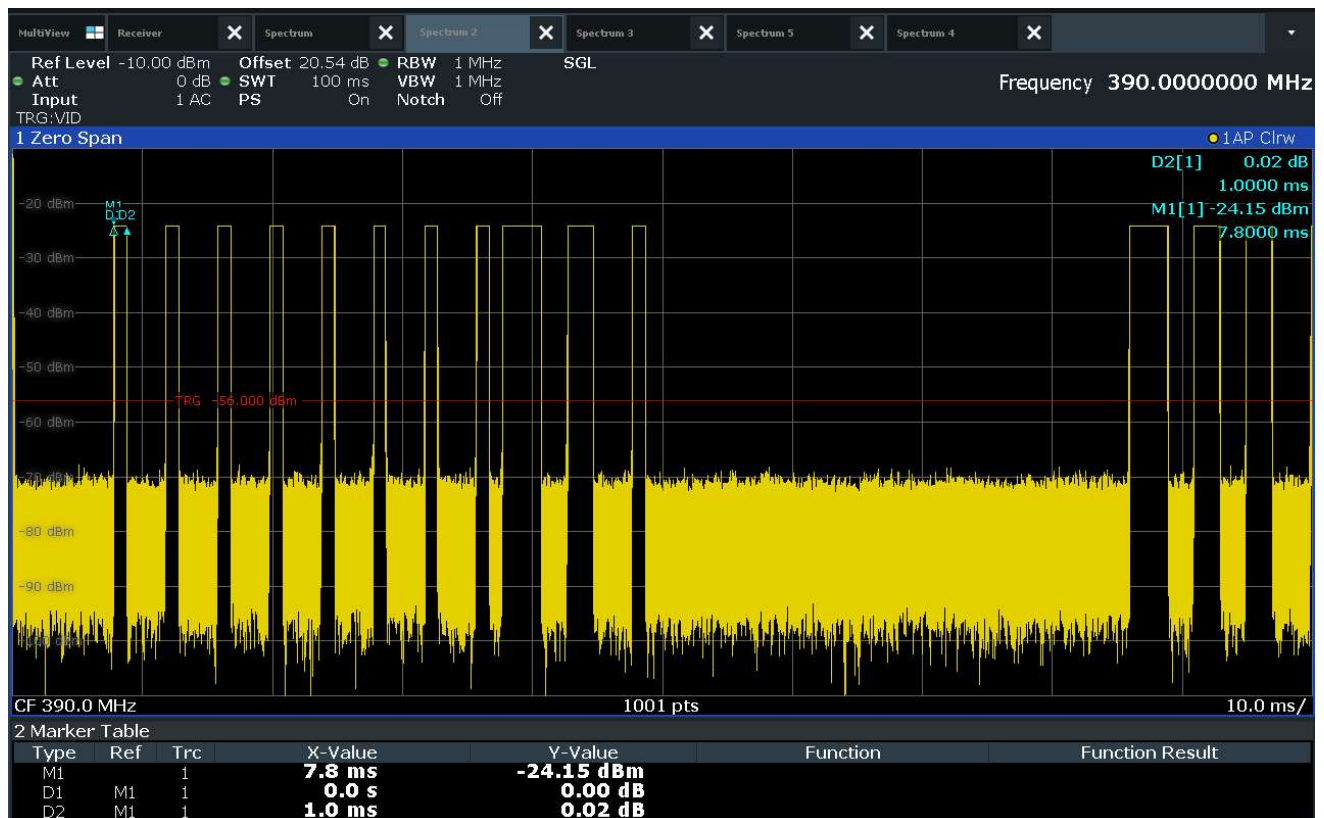 MultiView Receiver X Spectrum X Spectrum 2 X Spectrum 3 X Spectrum 5 X Spectrum 4 X
Ref Level -10.00 dBm Offset 20.54 dB RBW 1 MHz SGL
Att 0 dB SWT 100 ms VBW 1 MHz Frequency 390.0000000 MHz
Input 1 AC PS On Notch Off
TRG:VID
1 Zero Span 1AP Clrw
D2[1] 0.02 dB
1.0000 ms
-20 dBm M1 M1[1] -24.15 dBm
D1D2 7.8000 ms
-30 dBm
-40 dBm
-50 dBm
TRG -56.000 dBm
-60 dBm
-70 dBm
-80 dBm
-90 dBm
-100 dBm
CF 390.0 MHz 1001 pts 10.0 ms/
2 Marker Table
Type Ref Trc X-Value Y-Value Function Function Result
M1 1 7.8 ms -24.15 dBm
D1 M1 1 0.0 s 0.00 dB
D2 M1 1 1.0 ms 0.02 dB